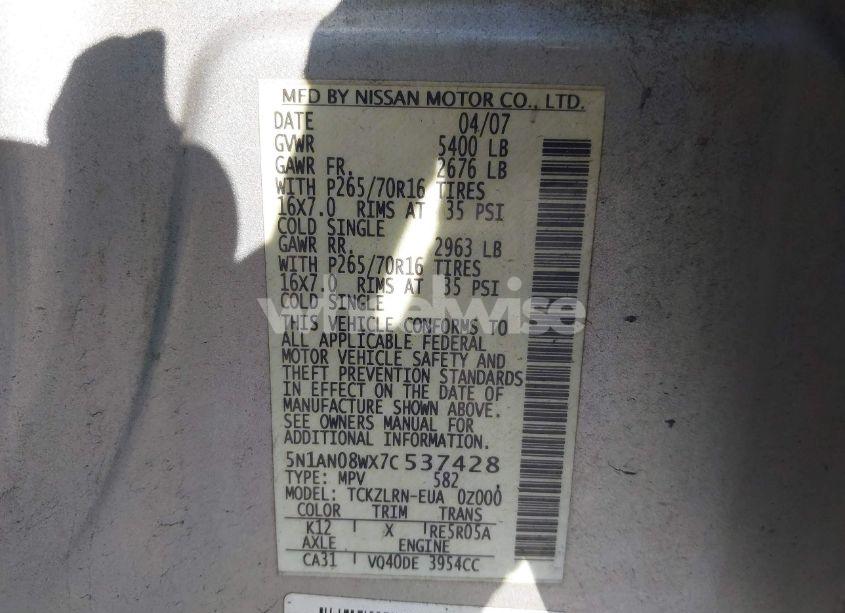 MFD BY NISSAN MOTOR CO., LTD.
DATE 04/07
GVWR 5400 LB
GAWR FR. 2676 LB
WITH P265/70R16 TIRES
16X7.0 RIMS AT 35 PSI
COLD SINGLE
GAWR RR. 2963 LB
WITH P265/70R16 TIRES
16X7.0 RIMS AT 35 PSI
COLD SINGLE
wheelwise
THIS VEHICLE CONFORMS TO
ALL APPLICABLE FEDERAL
MOTOR VEHICLE SAFETY AND
THEFT PREVENTION STANDARDS
IN EFFECT ON THE DATE OF
MANUFACTURE SHOWN ABOVE.
SEE OWNERS MANUAL FOR
ADDITIONAL INFORMATION.
5N1AN08WX7C537428
TYPE: MPV 582
MODEL: TCKZLRN-EUA 0Z000
COLOR TRIM TRANS
K12 X RE5R05A
AXLE ENGINE
CA31 VQ40DE 3954CC